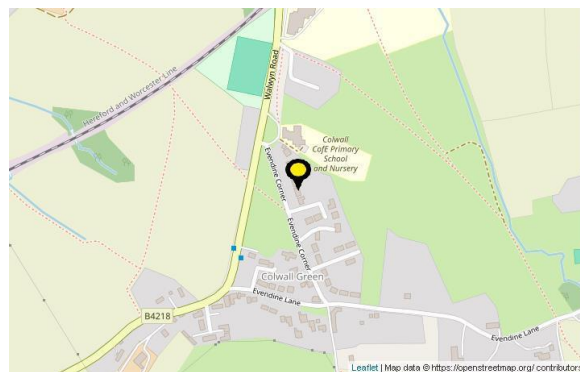 Walwyn Road
Hereford and Worcester Line
Colwall
CofE Primary
School
and Nursery
Evendine Corner
Evendine Corner
Colwall Green
Evendine Lane
B4218
Evendine Lane
Leaflet | Map data © https://openstreetmap.org/ contributors